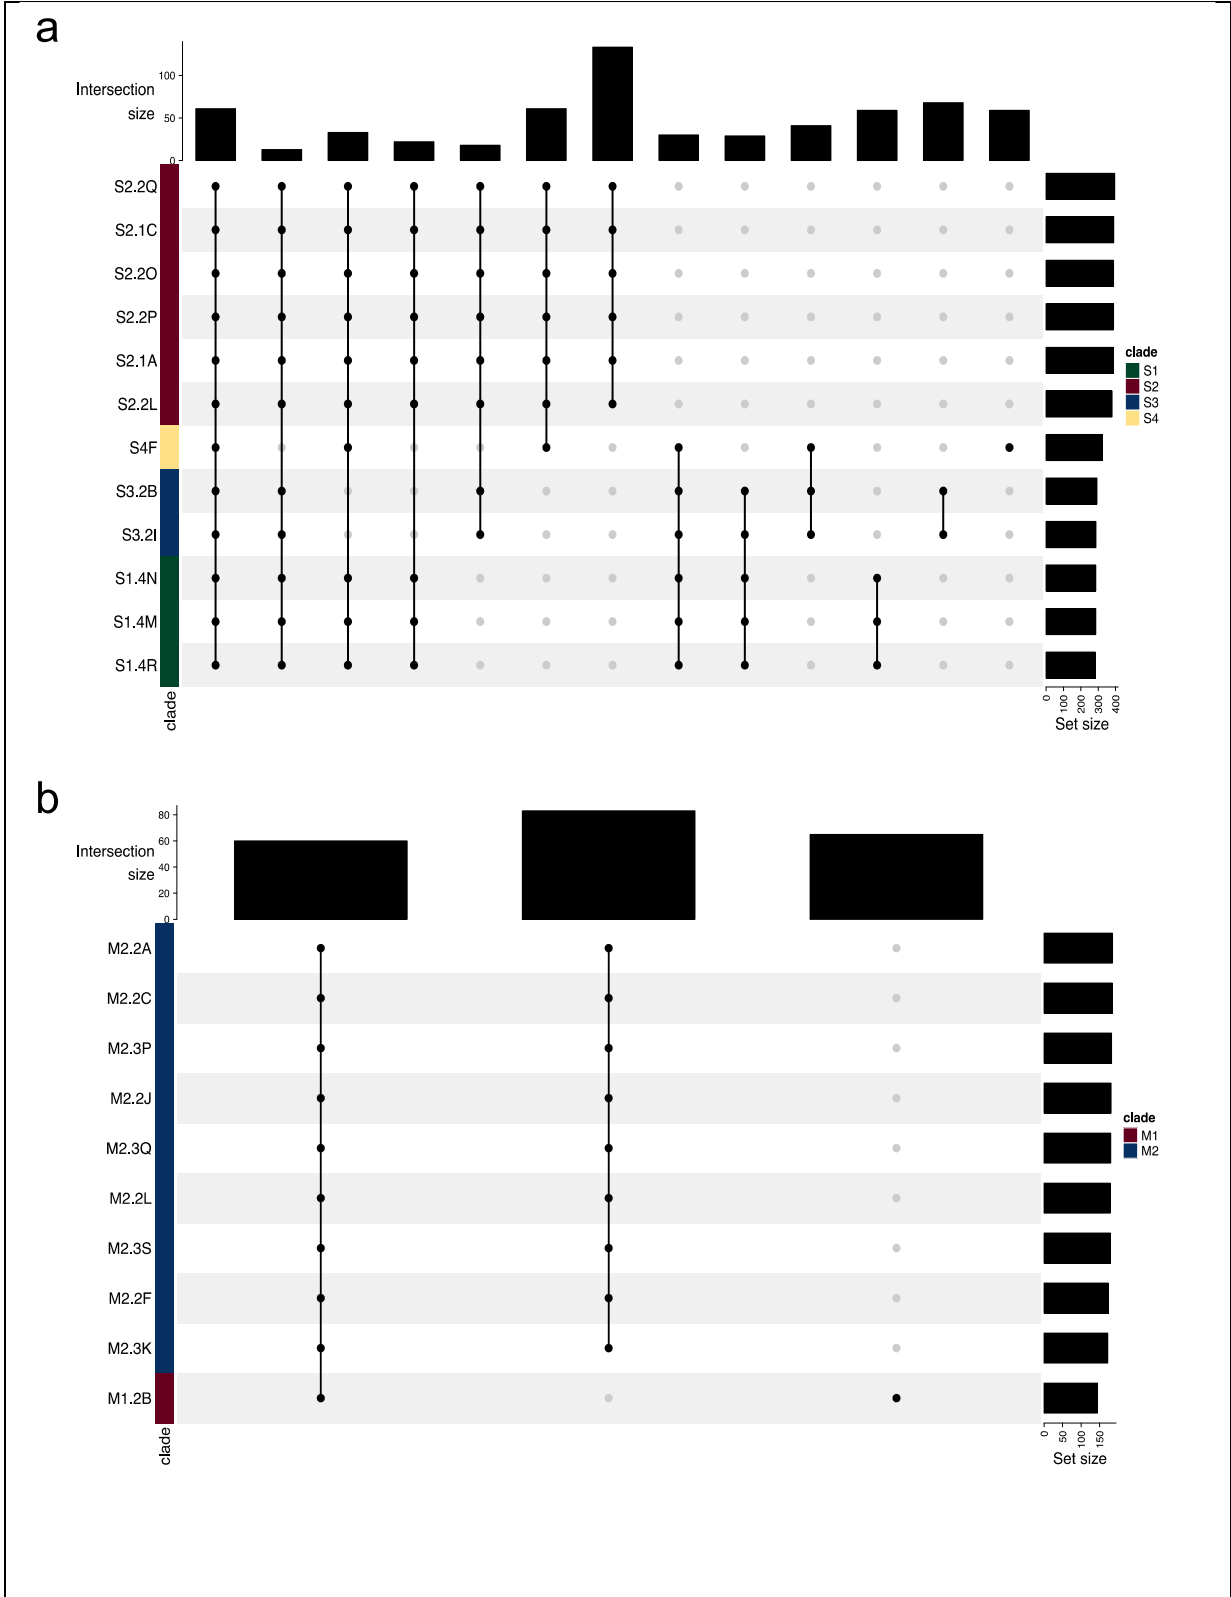 a
Intersection
size
100
50
0
S2.2Q
S2.1C
S2.2O
S2.2P
S2.1A
S2.2L
S4F
S3.2B
S3.2I
S1.4N
S1.4M
S1.4R
clade
0
100
200
300
400
Set size
clade
S1
S2
S3
S4
b
Intersection
size
80
60
40
20
0
M2.2A
M2.2C
M2.3P
M2.2J
M2.3Q
M2.2L
M2.3S
M2.2F
M2.3K
M1.2B
clade
0
50
100
150
Set size
clade
M1
M2